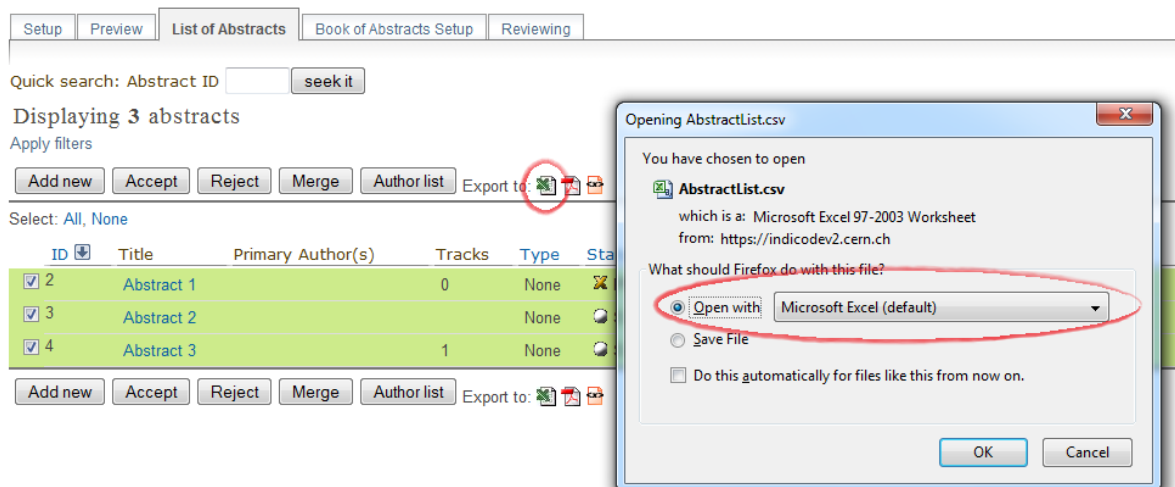 Setup Preview List of Abstracts Book of Abstracts Setup Reviewing
Quick search: Abstract ID seek it
Displaying 3 abstracts
Apply filters
Add new Accept Reject Merge Author list Export to:
Select: All, None
ID Title Primary Author(s) Tracks Type Sta
2 Abstract 1 0 None
3 Abstract 2 None
4 Abstract 3 1 None
Add new Accept Reject Merge Author list Export to:
Opening AbstractList.csv
You have chosen to open
AbstractList.csv
which is a: Microsoft Excel 97-2003 Worksheet
from: https://indicodev2.cern.ch
What should Firefox do with this file?
Open with Microsoft Excel (default)
Save File
Do this automatically for files like this from now on.
OK Cancel